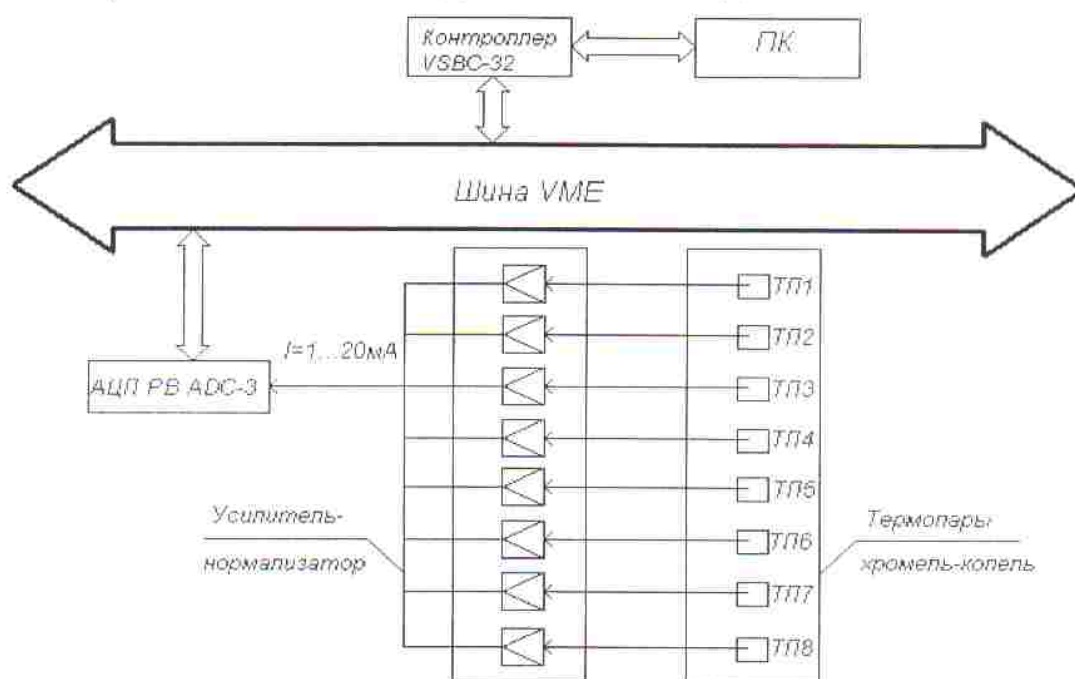 Контроллер
VSBC-32
ПК
Шина VME
ТП1
ТП2
I=1...20мА
АЦП РВ ADC-3
ТП3
ТП4
ТП5
Усилитель-
нормализатор
ТП6
Термопары
хромель-копель
ТП7
ТП8